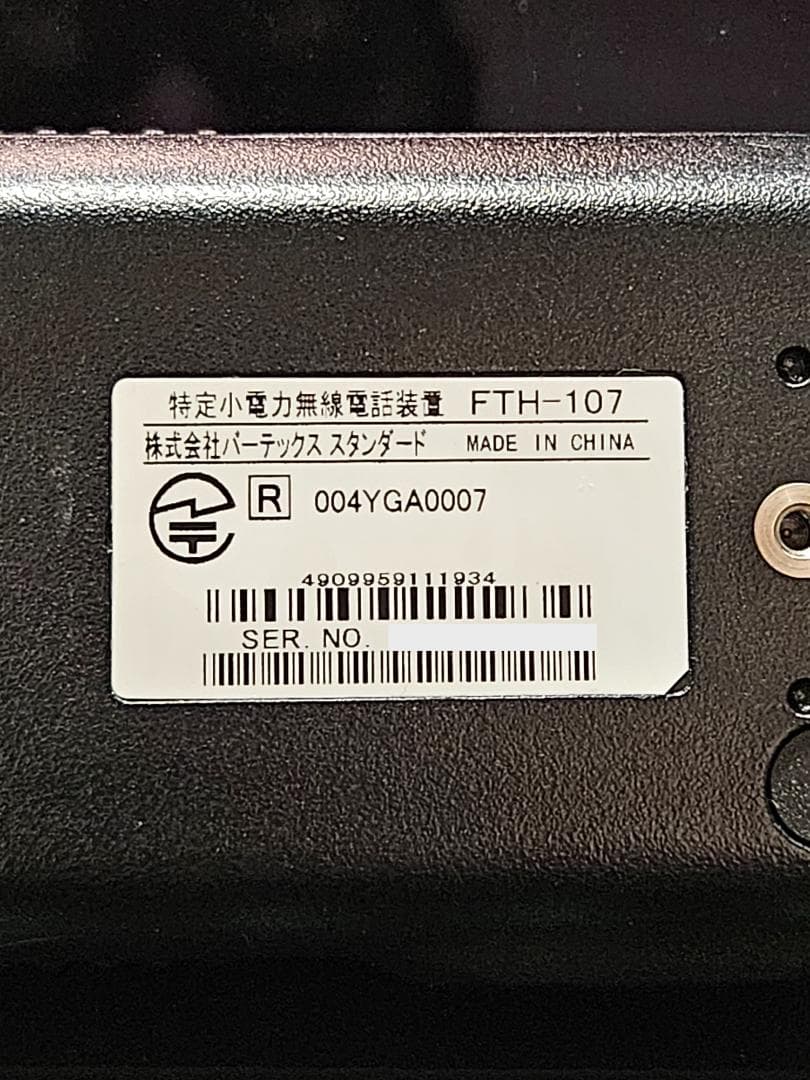 特定小電力無線電話装置 FTH-107
株式会社バーテックス スタンダード MADE IN CHINA
R 004YGA0007
4909959111934
SER. NO.